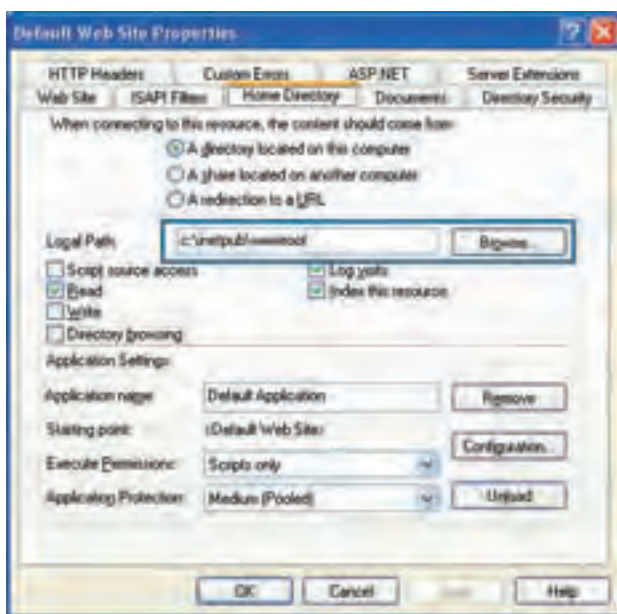 Default Web Site Properties
HTTP Headers Custom Errors ASP.NET Server Extensions
Web Site ISAPI Filters Home Directory Documents Directory Security
When connecting to this resource, the content should come from:
A directory located on this computer
A share located on another computer
A redirection to a URL
Local Path: c:\inetpub\wwwroot Browse...
Script source access Log visits
Read Index this resource
Write
Directory browsing
Application Settings
Application name: Default Application Remove
Starting point: <Default Web Site>
Configuration...
Execute Permissions: Scripts only
Application Protection: Medium (Pooled) Unload
OK Cancel Help